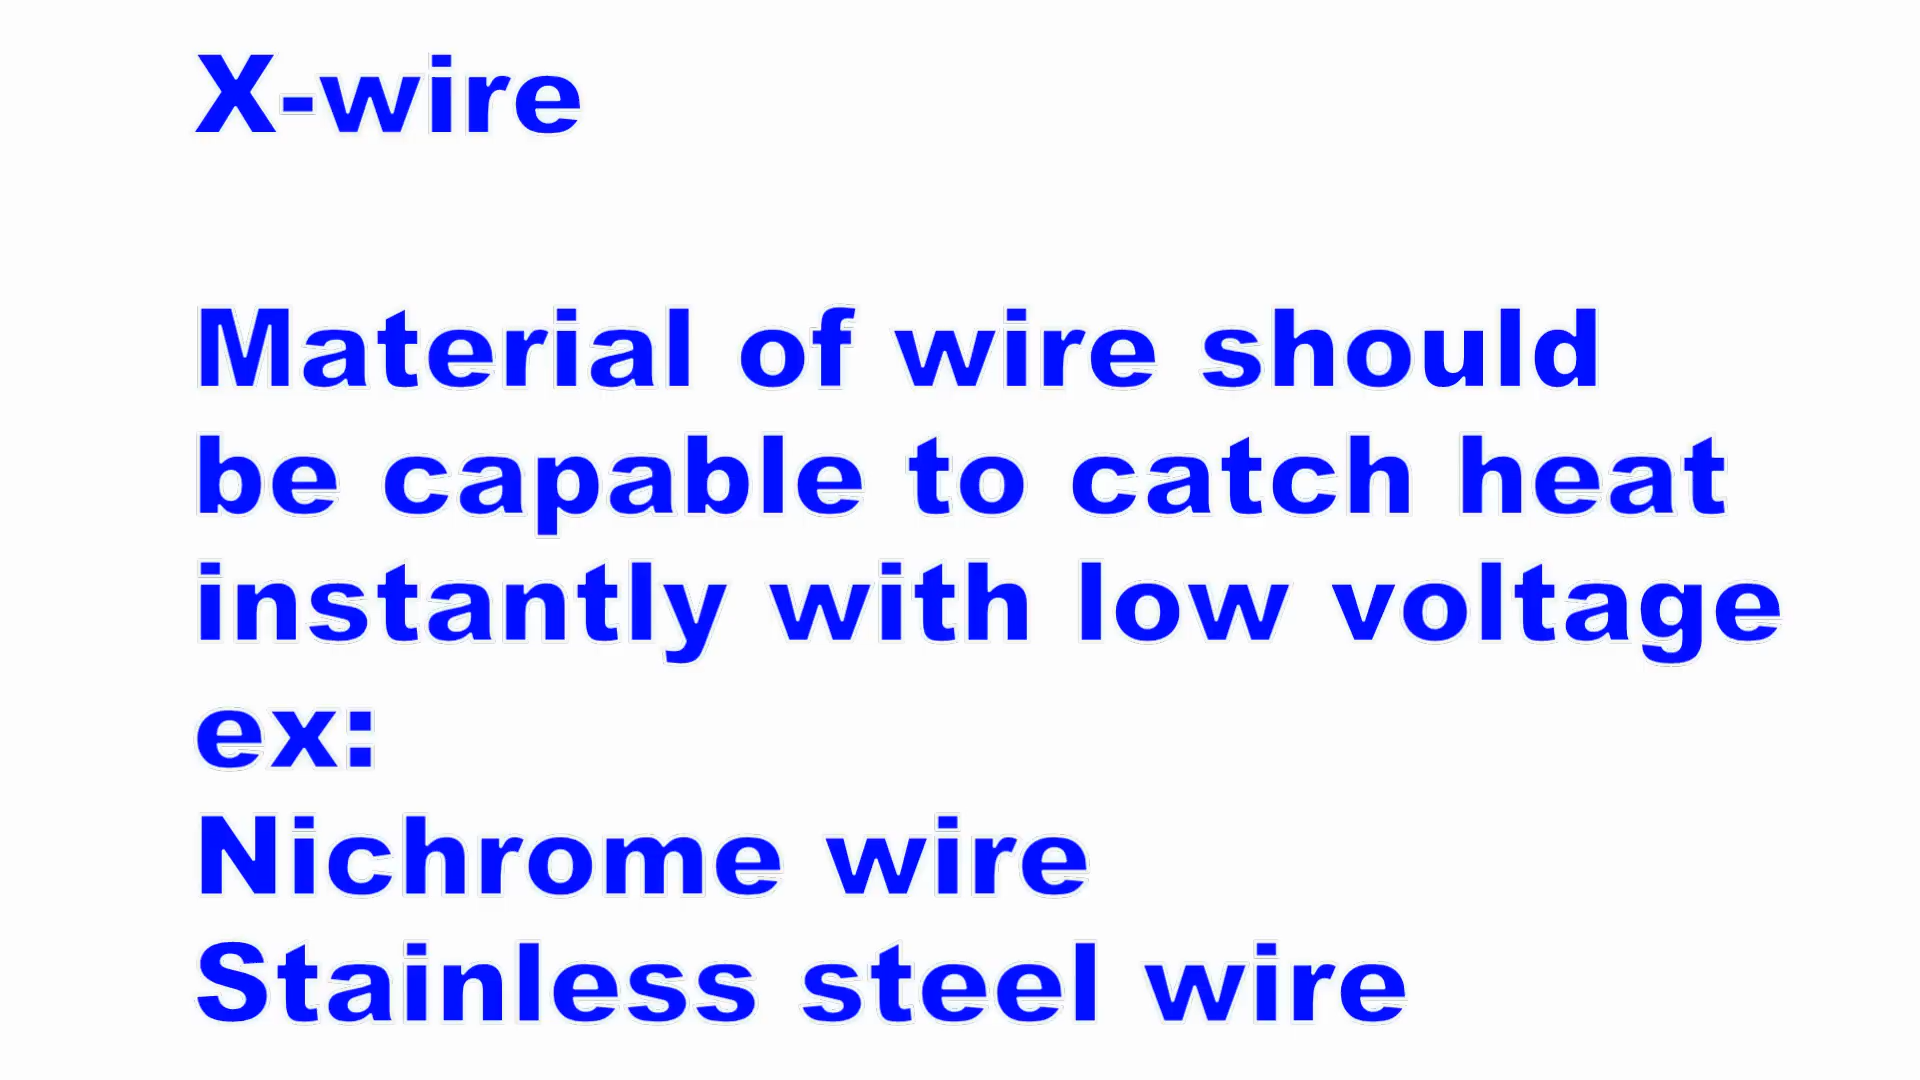 X-wire
Material of wire should
be capable to catch heat
instantly with low voltage
ex:
Nichrome wire
Stainless steel wire